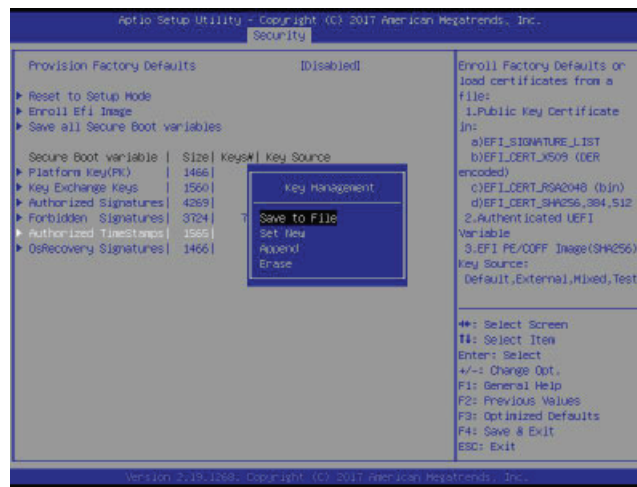 Aptio Setup Utility - Copyright (C) 2017 American Megatrends, Inc.
Security
Provision Factory Defaults [Disabled]
▶ Reset to Setup Mode
▶ Enroll Efi Image
▶ Save all Secure Boot variables
Secure Boot variable | Size| Keys#| Key Source
▶ Platform Key(PK) | 1466|
▶ Key Exchange Keys | 1560|
▶ Authorized Signatures| 4269|
▶ Forbidden Signatures| 3724| 7
▶ Authorized TimeStamps| 1565|
▶ OsRecovery Signatures| 1466|
Key Management
Save to File
Set New
Append
Erase
Enroll Factory Defaults or
load certificates from a
file:
1.Public Key Certificate
in:
a)EFI_SIGNATURE_LIST
b)EFI_CERT_X509 (DER
encoded)
c)EFI_CERT_RSA2048 (bin)
d)EFI_CERT_SHA256,384,512
2.Authenticated UEFI
Variable
3.EFI PE/COFF Image(SHA256)
Key Source:
Default,External,Mixed,Test
→←: Select Screen
↑↓: Select Item
Enter: Select
+/-: Change Opt.
F1: General Help
F2: Previous Values
F3: Optimized Defaults
F4: Save & Exit
ESC: Exit
Version 2.19.1268. Copyright (C) 2017 American Megatrends, Inc.